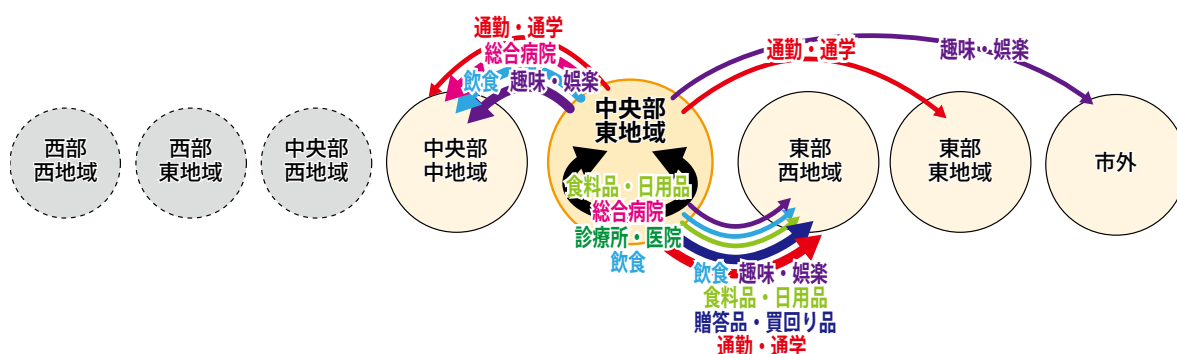 通勤・通学
総合病院
飲食
趣味・娯楽
通勤・通学
趣味・娯楽
西部
西地域
西部
東地域
中央部
西地域
中央部
中地域
中央部
東地域
東部
西地域
東部
東地域
市外
食料品・日用品
総合病院
診療所・医院
飲食
飲食・趣味・娯楽
食料品・日用品
贈答品・買回り品
通勤・通学